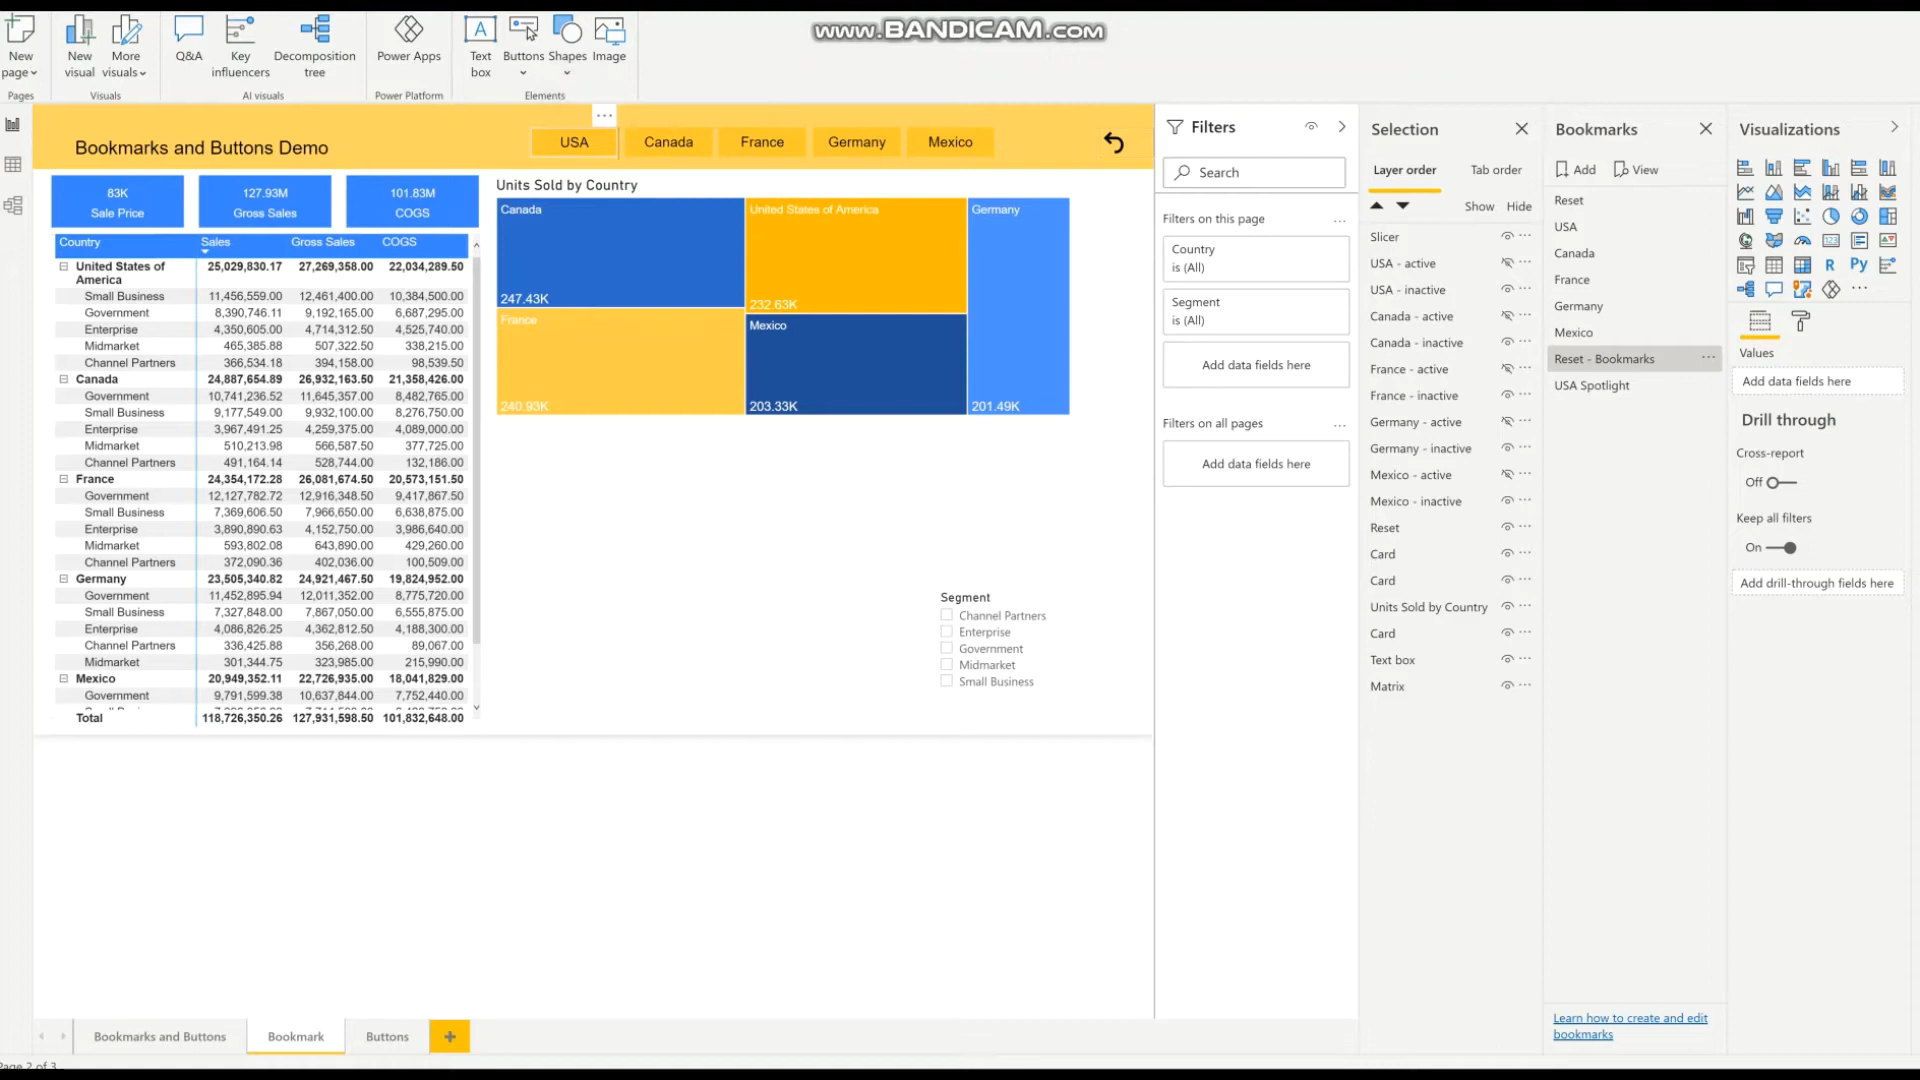 www.BANDICAM.com
New page
New visual
More visuals
Q&A
Key influencers
Decomposition tree
Power Apps
Text box
Buttons
Shapes
Image
Pages
Visuals
AI visuals
Power Platform
Elements
Bookmarks and Buttons Demo
...
USA
Canada
France
Germany
Mexico
83K
Sale Price
127.93M
Gross Sales
101.83M
COGS
Country Sales Gross Sales COGS
United States of America 25,029,830.17 27,269,358.00 22,034,289.50
Small Business 11,456,559.00 12,461,400.00 10,384,500.00
Government 8,390,746.11 9,192,165.00 6,687,295.00
Enterprise 4,350,605.00 4,714,312.50 4,525,740.00
Midmarket 465,385.88 507,322.50 338,215.00
Channel Partners 366,534.18 394,158.00 98,539.50
Canada 24,887,654.89 26,932,163.50 21,358,426.00
Government 10,741,236.52 11,645,357.00 8,482,765.00
Small Business 9,177,549.00 9,932,100.00 8,276,750.00
Enterprise 3,967,491.25 4,259,375.00 4,089,000.00
Midmarket 510,213.98 566,587.50 377,725.00
Channel Partners 491,164.14 528,744.00 132,186.00
France 24,354,172.28 26,081,674.50 20,573,151.50
Government 12,127,782.72 12,916,348.50 9,417,867.50
Small Business 7,369,606.50 7,966,650.00 6,638,875.00
Enterprise 3,890,890.63 4,152,750.00 3,986,640.00
Midmarket 593,802.08 643,890.00 429,260.00
Channel Partners 372,090.36 402,036.00 100,509.00
Germany 23,505,340.82 24,921,467.50 19,824,952.00
Government 11,452,895.94 12,011,352.00 8,775,720.00
Small Business 7,327,848.00 7,867,050.00 6,555,875.00
Enterprise 4,086,826.25 4,362,812.50 4,188,300.00
Channel Partners 336,425.88 356,268.00 89,067.00
Midmarket 301,344.75 323,985.00 215,990.00
Mexico 20,949,352.11 22,726,935.00 18,041,829.00
Government 9,791,599.38 10,637,844.00 7,752,440.00
Total 118,726,350.26 127,931,598.50 101,832,648.00
Units Sold by Country
Canada
247.43K
United States of America
232.63K
Germany
201.49K
France
240.93K
Mexico
203.33K
Segment
Channel Partners
Enterprise
Government
Midmarket
Small Business
Filters
Search
Filters on this page ...
Country
is (All)
Segment
is (All)
Add data fields here
Filters on all pages ...
Add data fields here
Selection
Layer order Tab order
Show Hide
Slicer
USA - active
USA - inactive
Canada - active
Canada - inactive
France - active
France - inactive
Germany - active
Germany - inactive
Mexico - active
Mexico - inactive
Reset
Card
Card
Units Sold by Country
Card
Text box
Matrix
Bookmarks
Add View
Reset
USA
Canada
France
Germany
Mexico
Reset - Bookmarks ...
USA Spotlight
Learn how to create and edit
bookmarks
Visualizations
123
R Py
...
Values
Add data fields here
Drill through
Cross-report
Off
Keep all filters
On
Add drill-through fields here
Bookmarks and Buttons
Bookmark
Buttons
+
Page 2 of 3